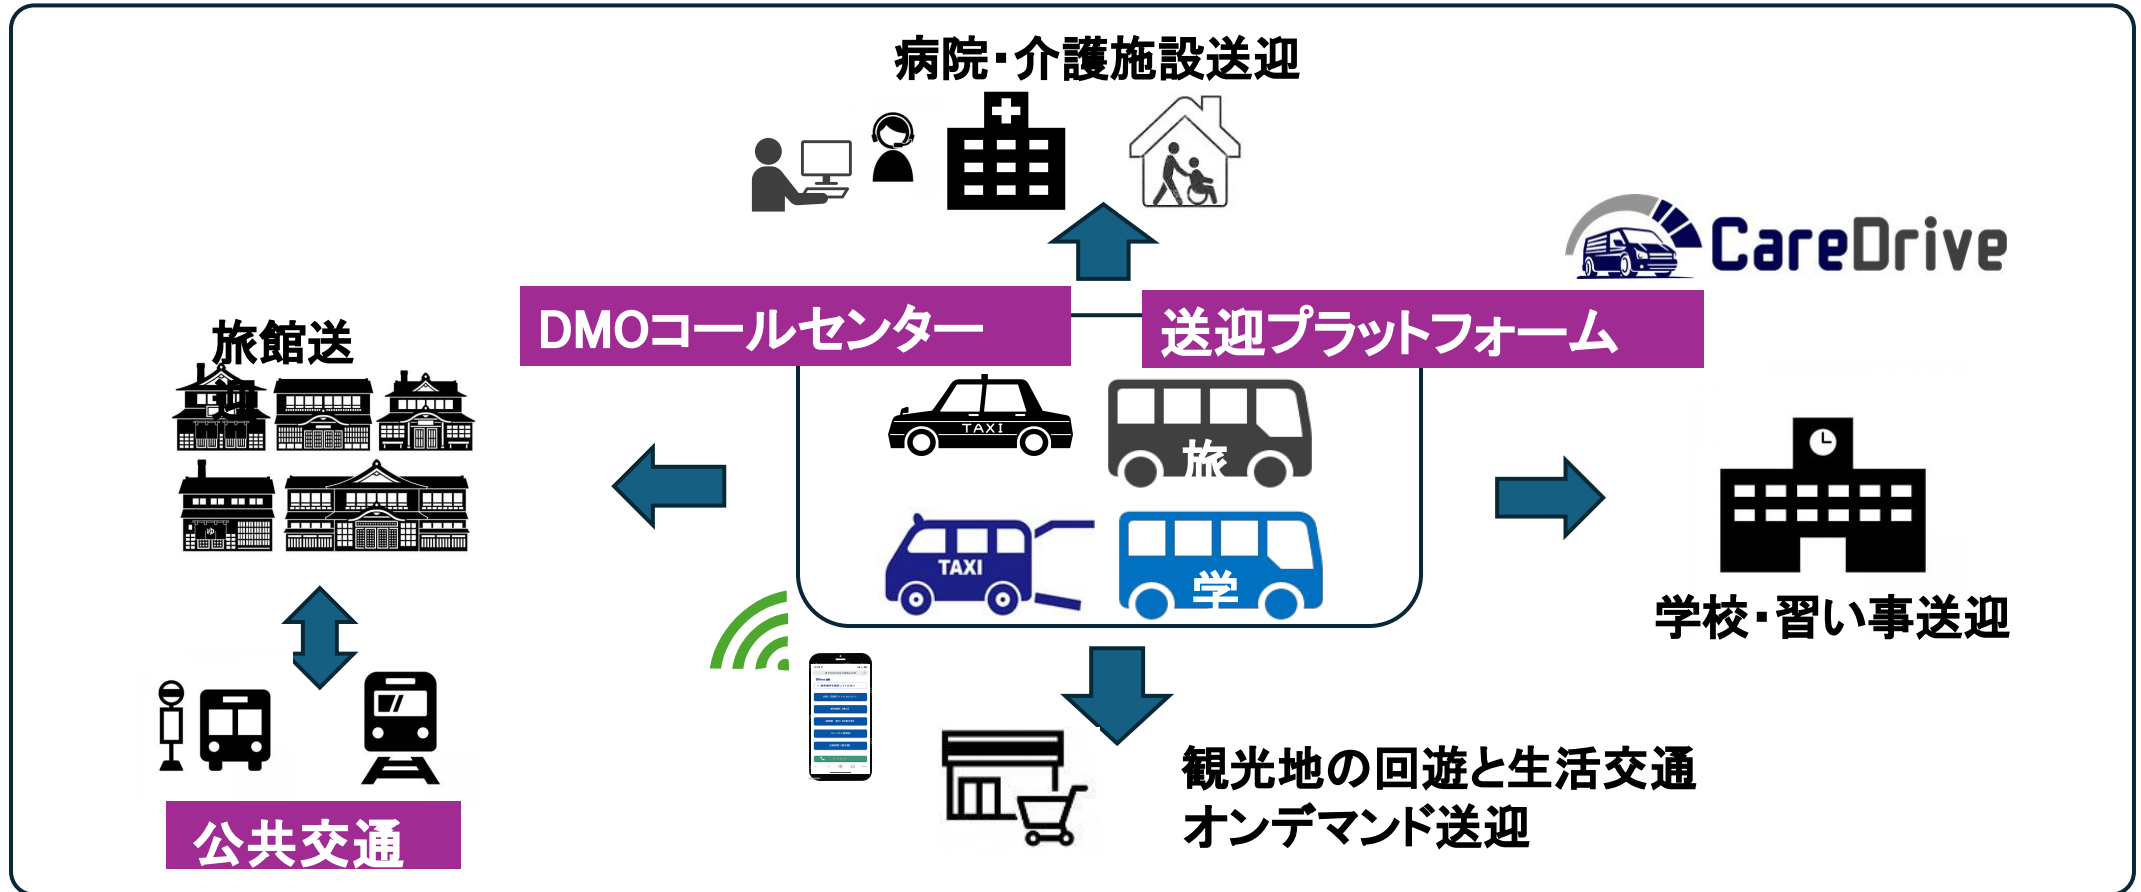 病院・介護施設送迎
CareDrive
DMOコールセンター
送迎プラットフォーム
旅館送
迎
TAXI
旅
TAXI
学
学校・習い事送迎
観光地の回遊と生活交通
オンデマンド送迎
公共交通